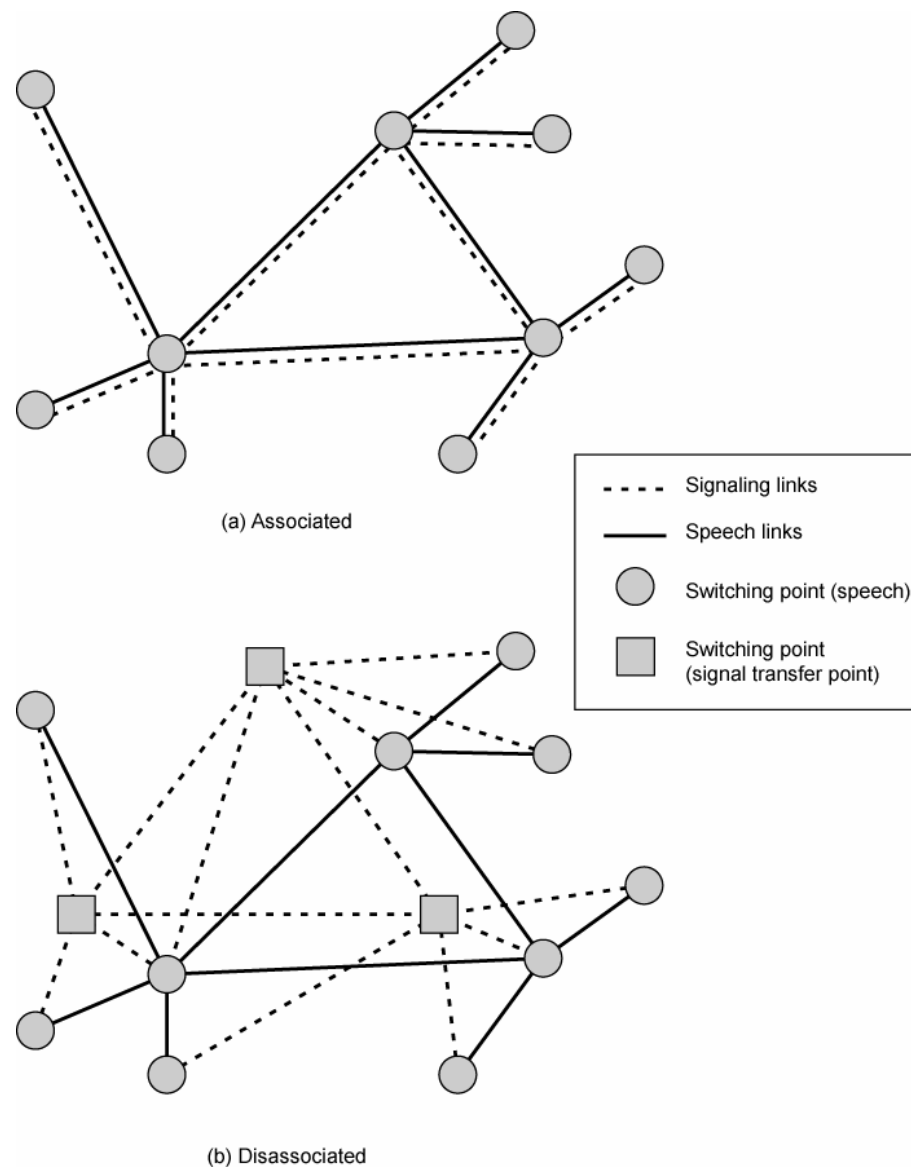 (a) Associated
Signaling links
Speech links
Switching point (speech)
Switching point
(signal transfer point)
(b) Disassociated